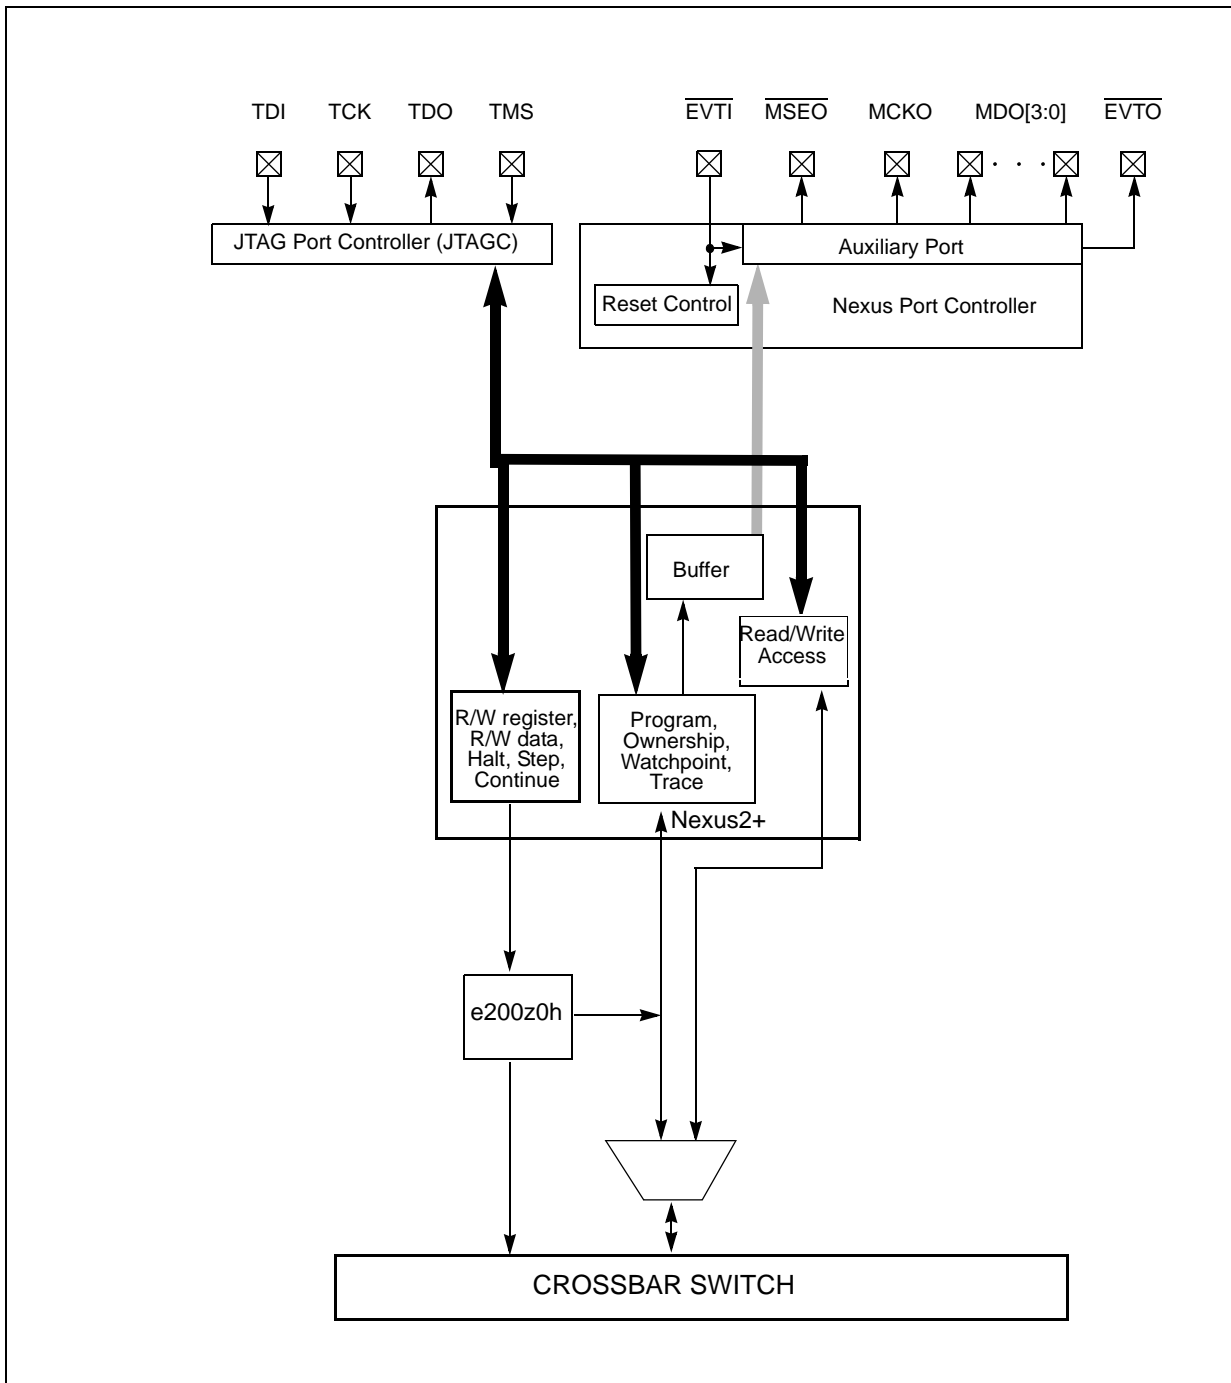 TDI TCK TDO TMS EVTI MSEO MCKO MDO[3:0] EVTO
JTAG Port Controller (JTAGC)
Auxiliary Port
Reset Control
Nexus Port Controller
Buffer
Read/Write
Access
R/W register,
R/W data,
Halt, Step,
Continue
Program,
Ownership,
Watchpoint,
Trace
Nexus2+
e200z0h
CROSSBAR SWITCH